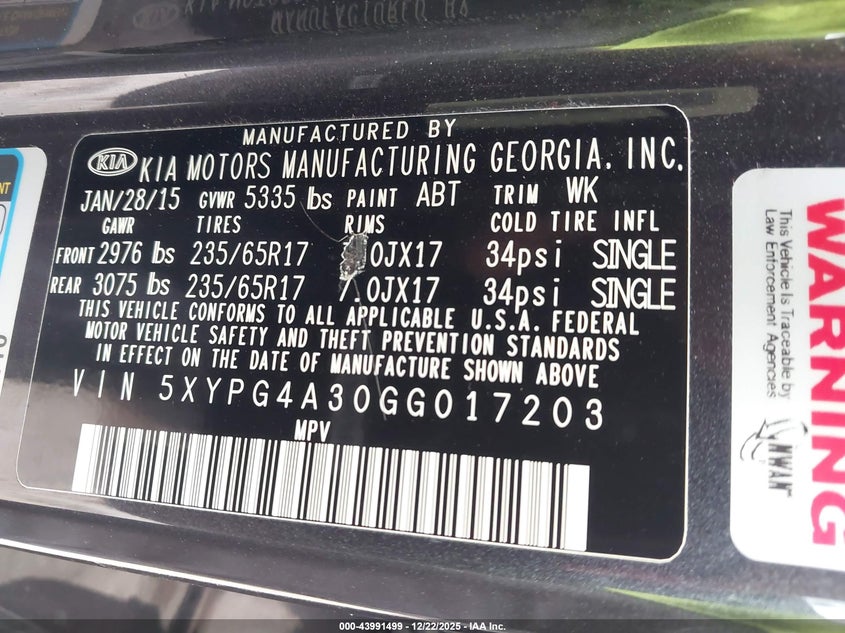 MANUFACTURED BY
KIA KIA MOTORS MANUFACTURING GEORGIA, INC.
JAN/28/15 GVWR 5335 lbs PAINT ABT TRIM WK
GAWR TIRES RIMS COLD TIRE INFL
FRONT 2976 lbs 235/65R17 .0JX17 34psi SINGLE
REAR 3075 lbs 235/65R17 7.0JX17 34psi SINGLE
THIS VEHICLE CONFORMS TO ALL APPLICABLE U.S.A. FEDERAL
MOTOR VEHICLE SAFETY AND THEFT PREVENTION STANDARDS
IN EFFECT ON THE DATE OF MANUFACTURE SHOWN ABOVE
VIN 5XYPG4A30GG017203
MPV
WARNING
This Vehicle Is Traceable by
Law Enforcement Agencies
NWAN
000-43991499 — 12/22/2025 — IAA Inc.